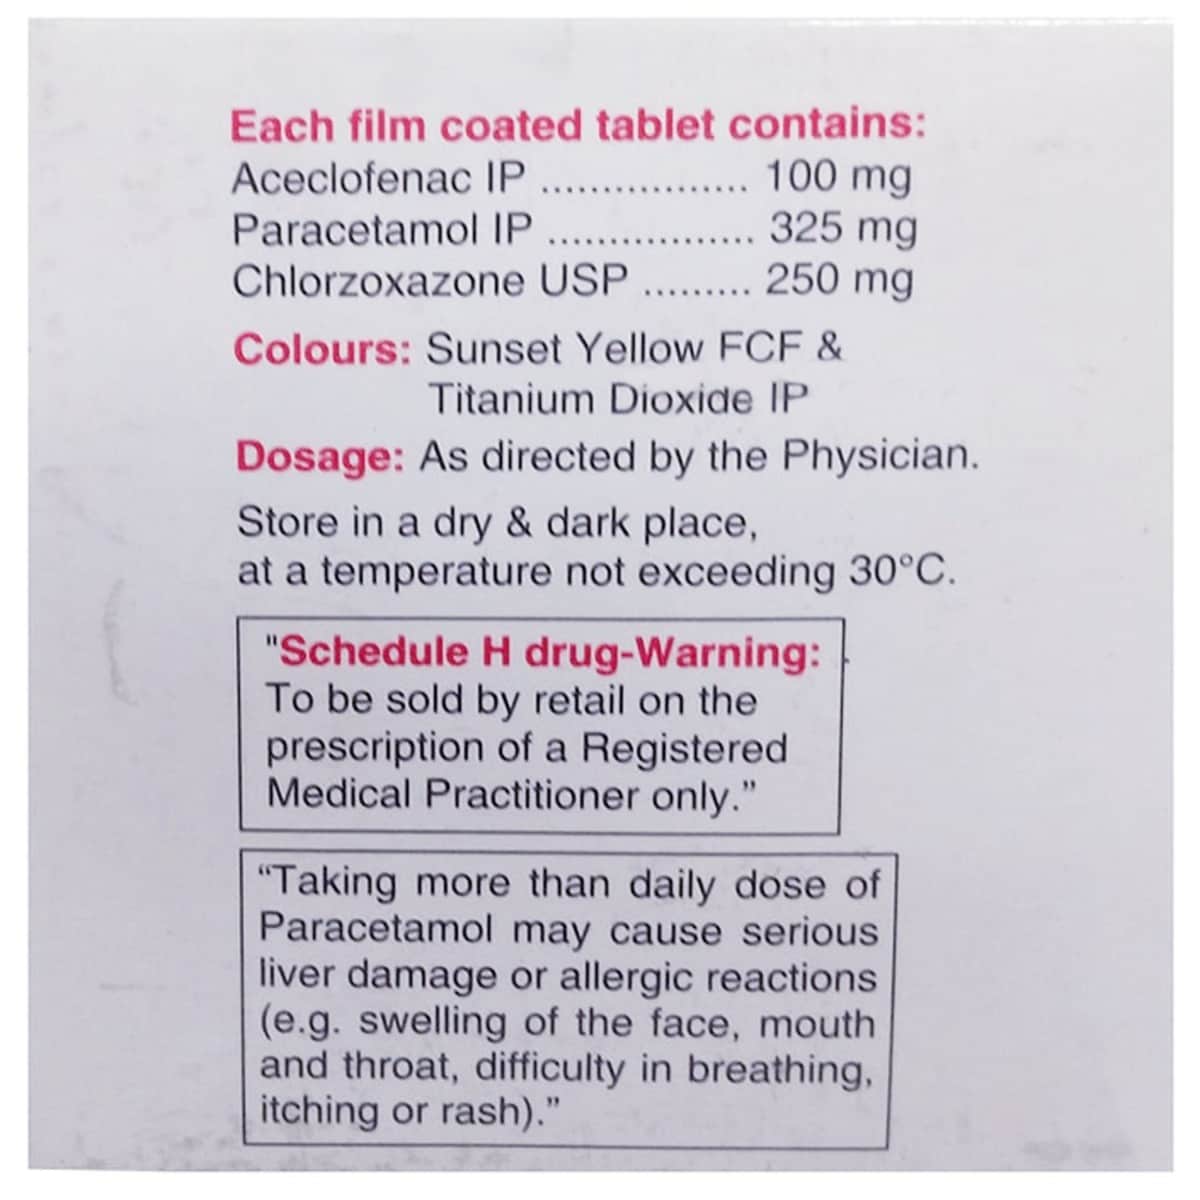 Each film coated tablet contains:
Aceclofenac IP ................. 100 mg
Paracetamol IP ................. 325 mg
Chlorzoxazone USP ......... 250 mg
Colours: Sunset Yellow FCF &
Titanium Dioxide IP
Dosage: As directed by the Physician.
Store in a dry & dark place,
at a temperature not exceeding 30°C.
"Schedule H drug-Warning:
To be sold by retail on the
prescription of a Registered
Medical Practitioner only.”
“Taking more than daily dose of
Paracetamol may cause serious
liver damage or allergic reactions
(e.g. swelling of the face, mouth
and throat, difficulty in breathing,
itching or rash).”